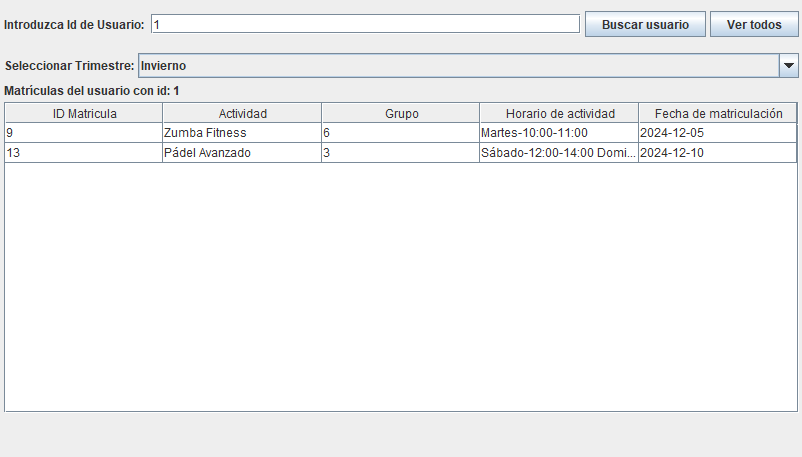 Introduzca Id de Usuario: 1 Buscar usuario Ver todos
Seleccionar Trimestre: Invierno
Matrículas del usuario con id: 1
ID Matricula Actividad Grupo Horario de actividad Fecha de matriculación
9 Zumba Fitness 6 Martes-10:00-11:00 2024-12-05
13 Pádel Avanzado 3 Sábado-12:00-14:00 Domi... 2024-12-10